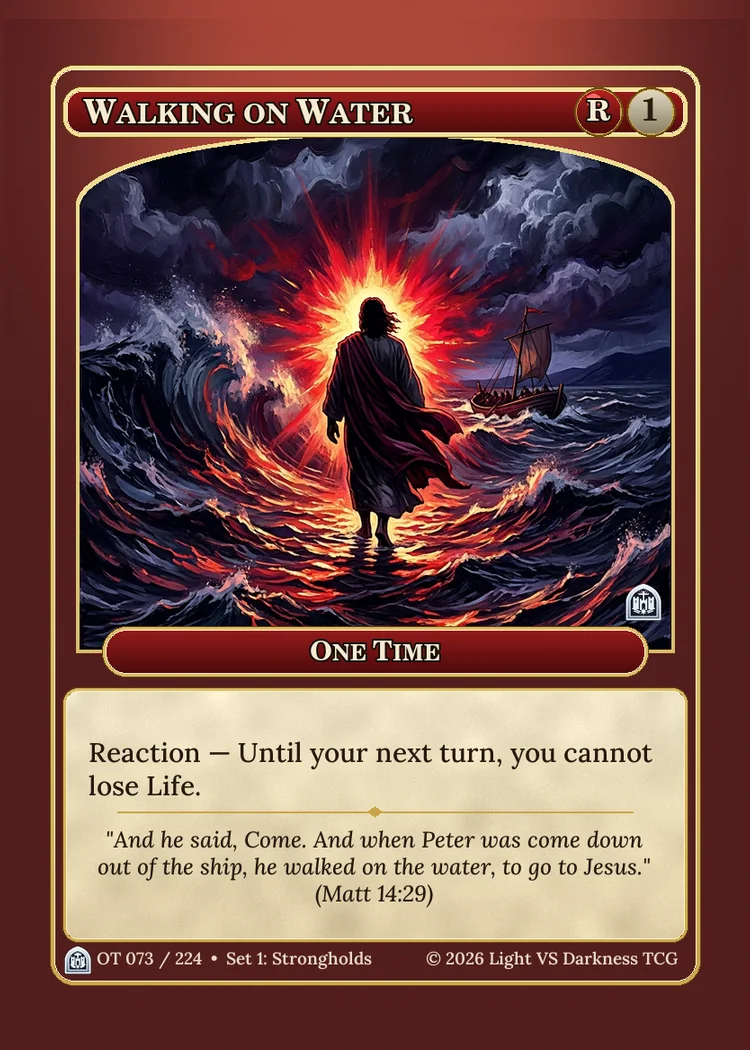 Walking on Water R 1
One Time
Reaction — Until your next turn, you cannot
lose Life.
"And he said, Come. And when Peter was come down
out of the ship, he walked on the water, to go to Jesus."
(Matt 14:29)
OT 073 / 224 • Set 1: Strongholds © 2026 Light VS Darkness TCG